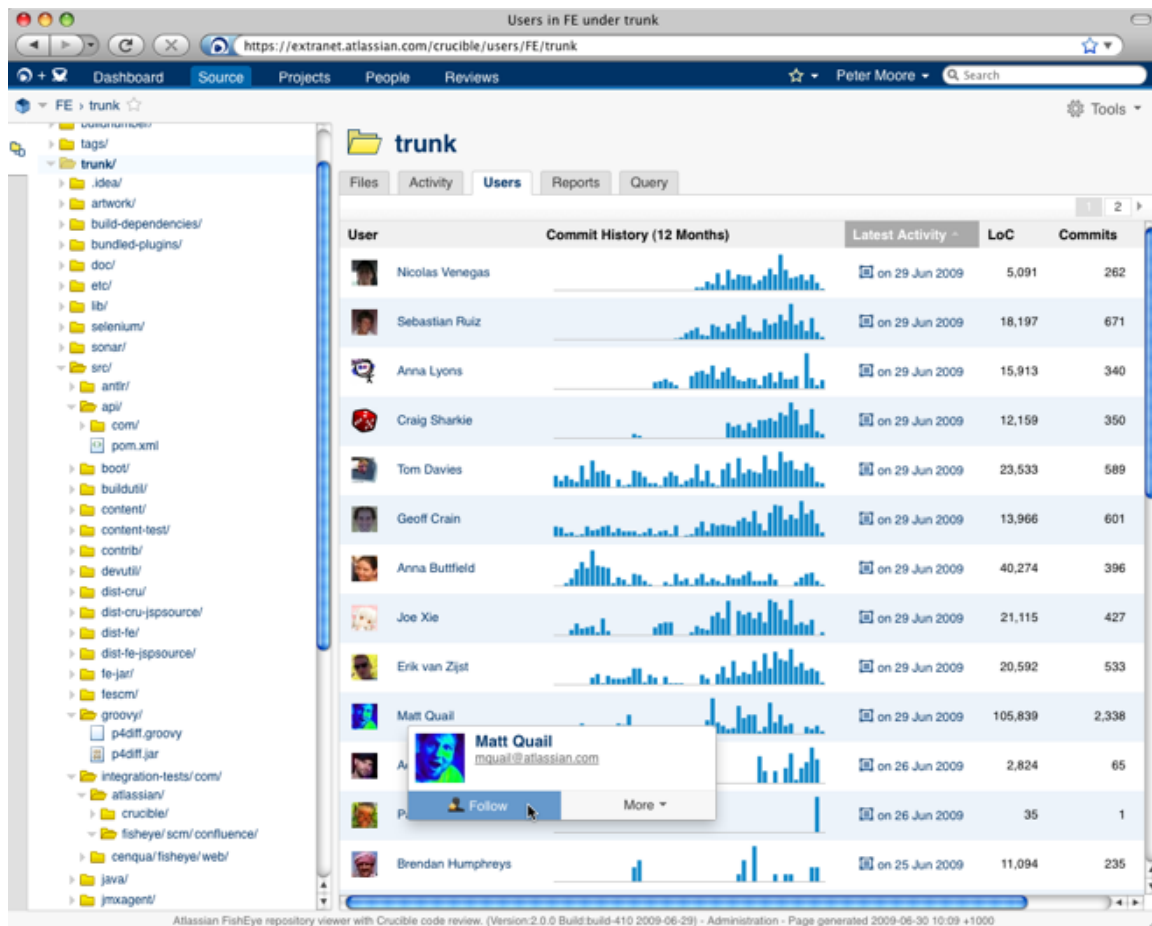 Users in FE under trunk
https://extranet.atlassian.com/crucible/users/FE/trunk
+ Dashboard Source Projects People Reviews Peter Moore Search
FE › trunk
Tools
buildnumber/
tags/
trunk/
.idea/
artwork/
build-dependencies/
bundled-plugins/
doc/
etc/
lib/
selenium/
sonar/
src/
antlr/
api/
com/
pom.xml
boot/
buildutil/
content/
content-test/
contrib/
devutil/
dist-cru/
dist-cru-jspsource/
dist-fe/
dist-fe-jspsource/
fe-jar/
fescm/
groovy/
p4diff.groovy
p4diff.jar
integration-tests/com/
atlassian/
crucible/
fisheye/scm/confluence/
cenqua/fisheye/web/
java/
jmxagent/
trunk
Files Activity Users Reports Query
1 2
User Commit History (12 Months) Latest Activity LoC Commits
Nicolas Venegas on 29 Jun 2009 5,091 262
Sebastian Ruiz on 29 Jun 2009 18,197 671
Anna Lyons on 29 Jun 2009 15,913 340
Craig Sharkie on 29 Jun 2009 12,159 350
Tom Davies on 29 Jun 2009 23,533 589
Geoff Crain on 29 Jun 2009 13,966 601
Anna Buttfield on 29 Jun 2009 40,274 396
Joe Xie on 29 Jun 2009 21,115 427
Erik van Zijst on 29 Jun 2009 20,592 533
Matt Quail on 29 Jun 2009 105,839 2,338
Matt Quail
mquail@atlassian.com
Follow More
on 26 Jun 2009 2,824 65
on 26 Jun 2009 35 1
Brendan Humphreys on 25 Jun 2009 11,094 235
Atlassian FishEye repository viewer with Crucible code review. (Version:2.0.0 Build:build-410 2009-06-29) - Administration - Page generated 2009-06-30 10:09 +1000